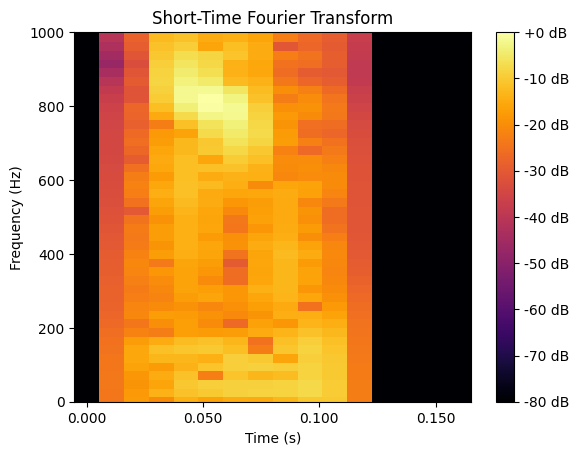 Short-Time Fourier Transform
1000
800
600
400
200
0
Frequency (Hz)
0.000
0.050
0.100
0.150
Time (s)
+0 dB
-10 dB
-20 dB
-30 dB
-40 dB
-50 dB
-60 dB
-70 dB
-80 dB